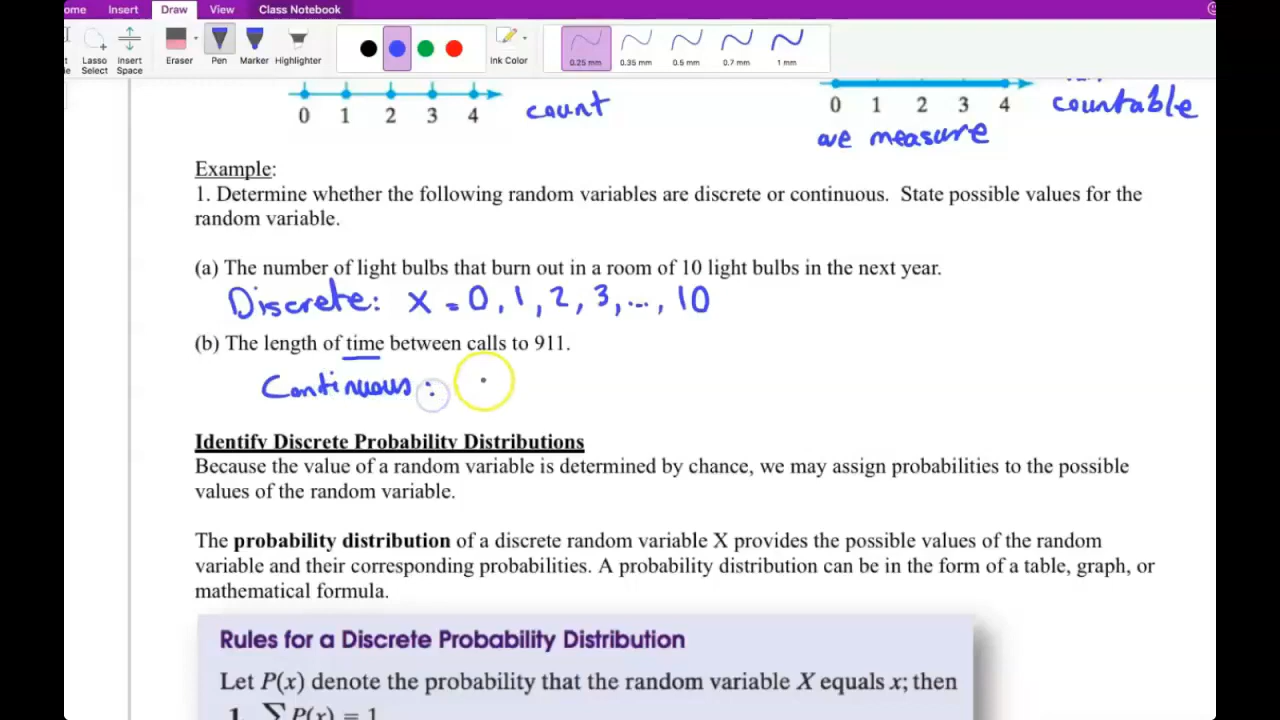 ome Insert Draw View Class Notebook
Lasso Select
Insert Space
Eraser
Pen
Marker
Highlighter
Ink Color
0.25 mm
0.35 mm
0.5 mm
0.7 mm
1 mm
0 1 2 3 4 count
0 1 2 3 4 countable
we measure
Example:
1. Determine whether the following random variables are discrete or continuous. State possible values for the
random variable.
(a) The number of light bulbs that burn out in a room of 10 light bulbs in the next year.
Discrete: X = 0, 1, 2, 3, ..., 10
(b) The length of time between calls to 911.
Continuous :
Identify Discrete Probability Distributions
Because the value of a random variable is determined by chance, we may assign probabilities to the possible
values of the random variable.
The probability distribution of a discrete random variable X provides the possible values of the random
variable and their corresponding probabilities. A probability distribution can be in the form of a table, graph, or
mathematical formula.
Rules for a Discrete Probability Distribution
Let P(x) denote the probability that the random variable X equals x; then
1. ∑ P(x) = 1